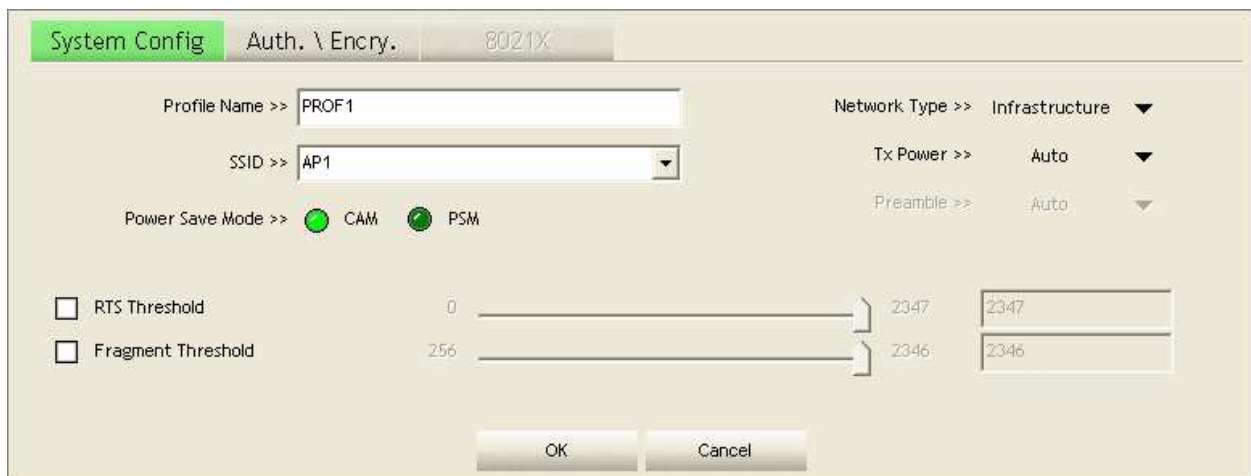 System Config Auth. \ Encry. 8021X
Profile Name >> PROF1 Network Type >> Infrastructure
SSID >> AP1 Tx Power >> Auto
Power Save Mode >> CAM PSM Preamble >> Auto
RTS Threshold 0 2347 2347
Fragment Threshold 256 2346 2346
OK Cancel